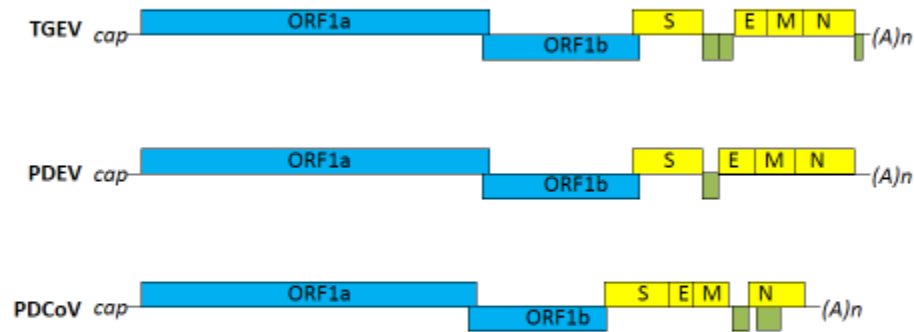 ORF1a S E M N
TGEV cap (A)n
ORF1b
ORF1a S E M N
PDEV cap (A)n
ORF1b
ORF1a S E M N
PDCoV cap (A)n
ORF1b